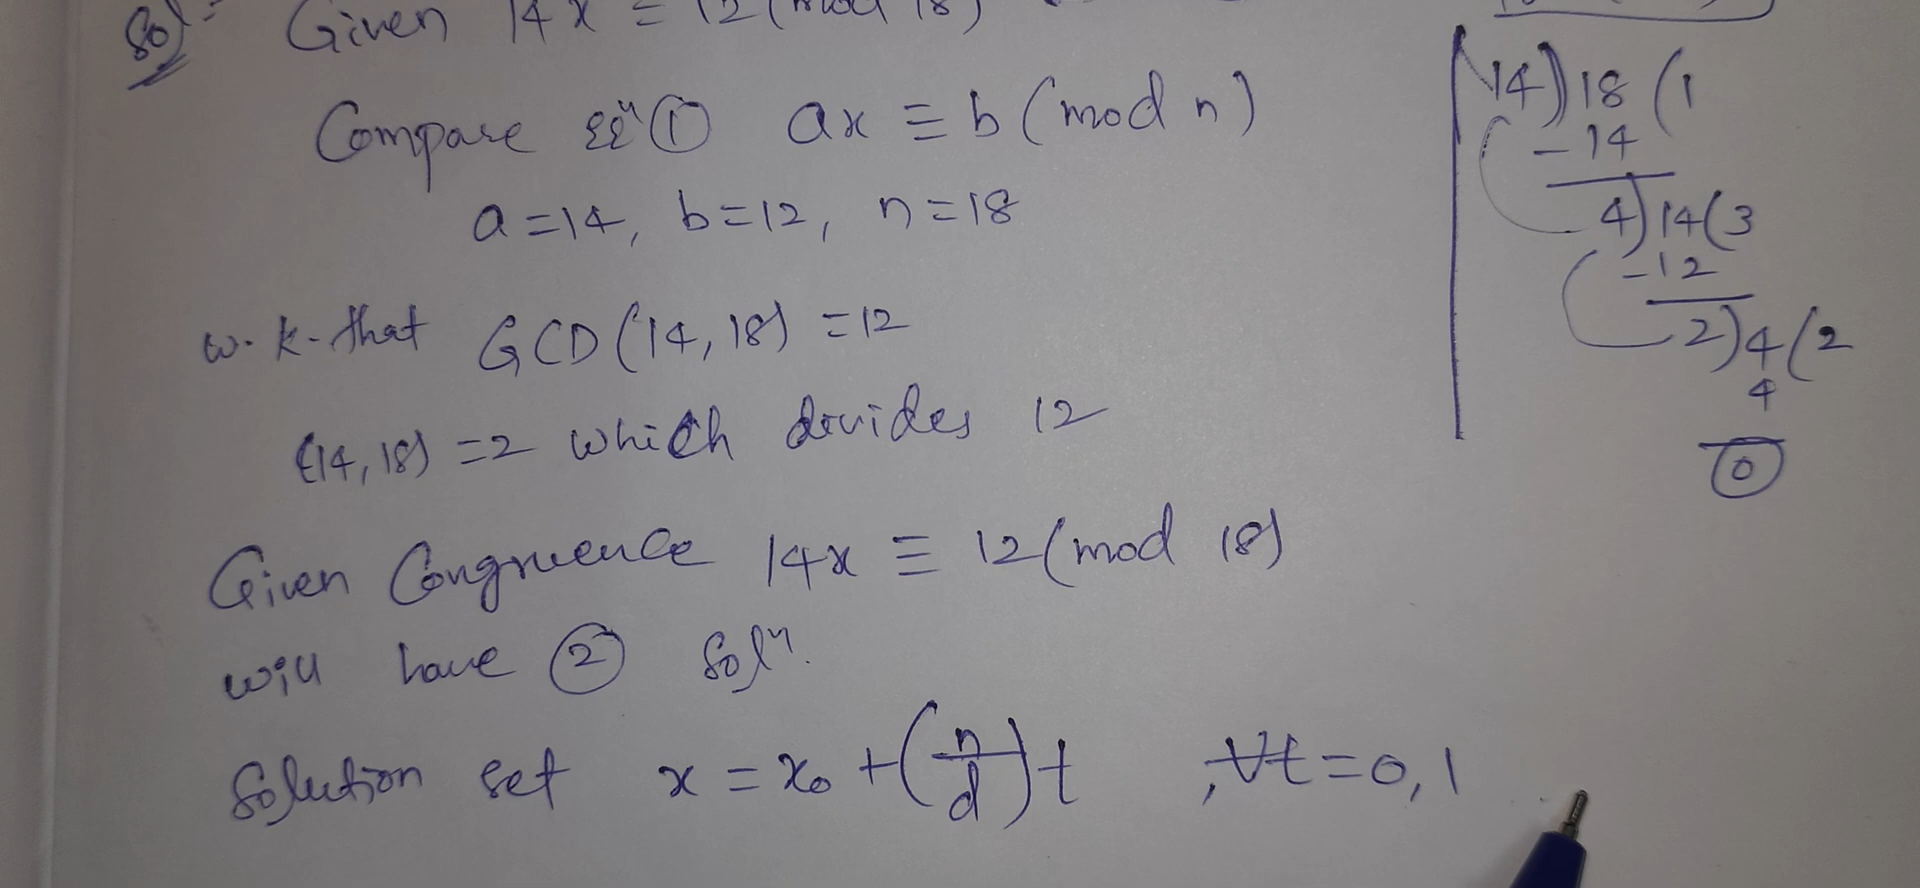 Sol:- Given 14x ≡ 12 (mod 18)
Compare eqⁿ ① ax ≡ b (mod n)
a = 14, b = 12, n = 18
w.k.that GCD (14, 18) = 12
(14, 18) = 2 which divides 12
Given Congruence 14x ≡ 12 (mod 18)
will have ② Solⁿ.
Solution set x = x₀ + (n/d) t , ∀t = 0, 1
14) 18 (1
- 14
4) 14 (3
- 12
2) 4 (2
4
0